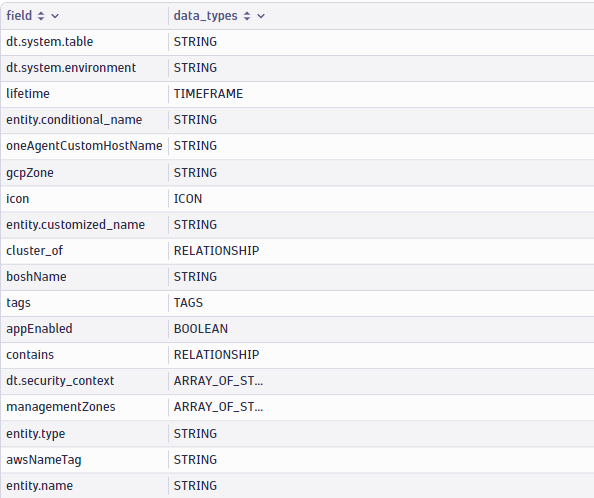 field data_types
dt.system.table STRING
dt.system.environment STRING
lifetime TIMEFRAME
entity.conditional_name STRING
oneAgentCustomHostName STRING
gcpZone STRING
icon ICON
entity.customized_name STRING
cluster_of RELATIONSHIP
boshName STRING
tags TAGS
appEnabled BOOLEAN
contains RELATIONSHIP
dt.security_context ARRAY_OF_ST...
managementZones ARRAY_OF_ST...
entity.type STRING
awsNameTag STRING
entity.name STRING